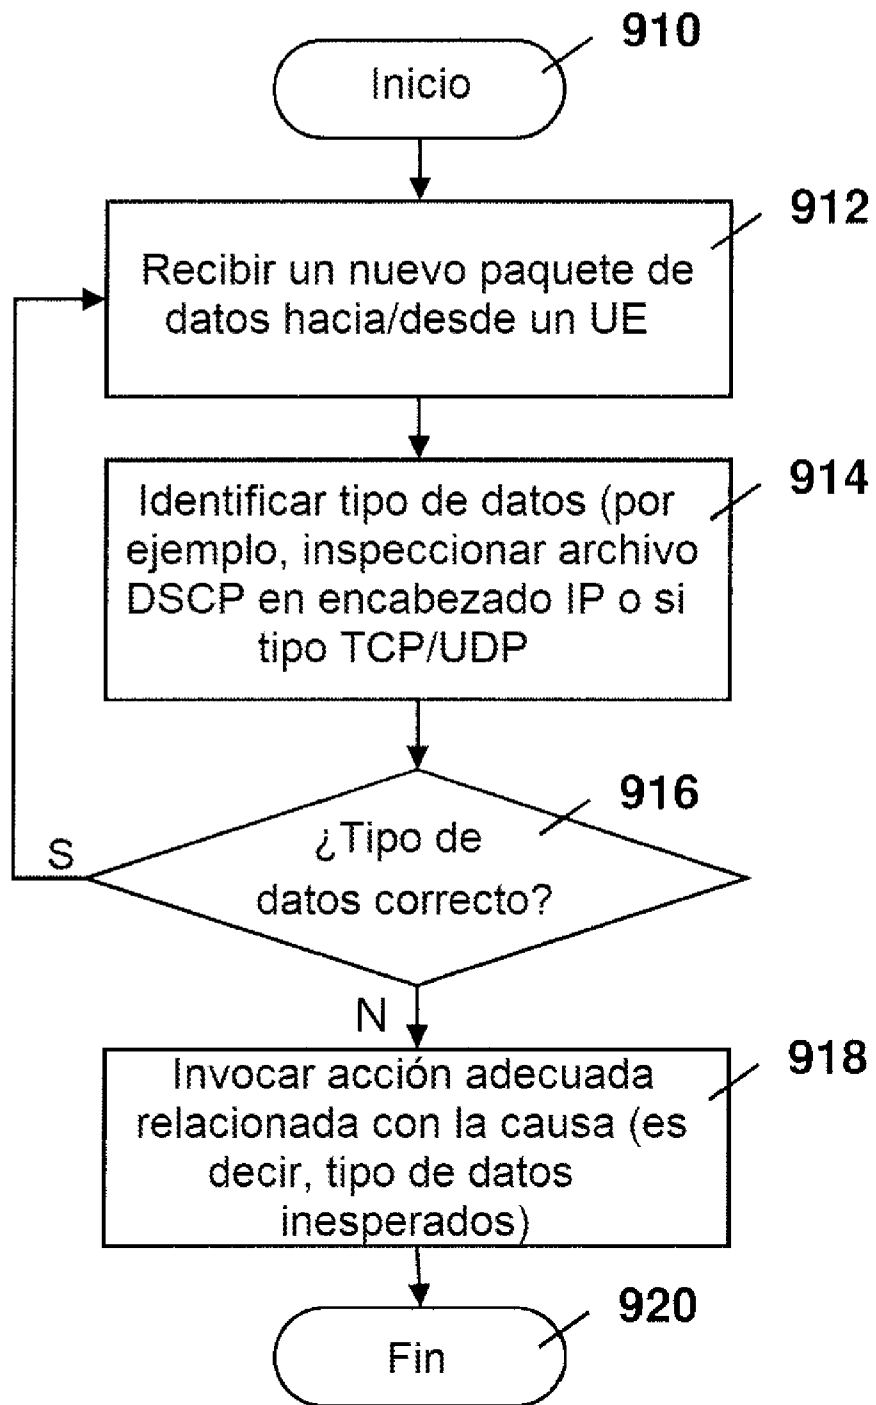 910
Inicio
912
Recibir un nuevo paquete de
datos hacia/desde un UE
914
Identificar tipo de datos (por
ejemplo, inspeccionar archivo
DSCP en encabezado IP o si
tipo TCP/UDP
916
¿Tipo de
datos correcto?
S
N
918
Invocar acción adecuada
relacionada con la causa (es
decir, tipo de datos
inesperados)
920
Fin